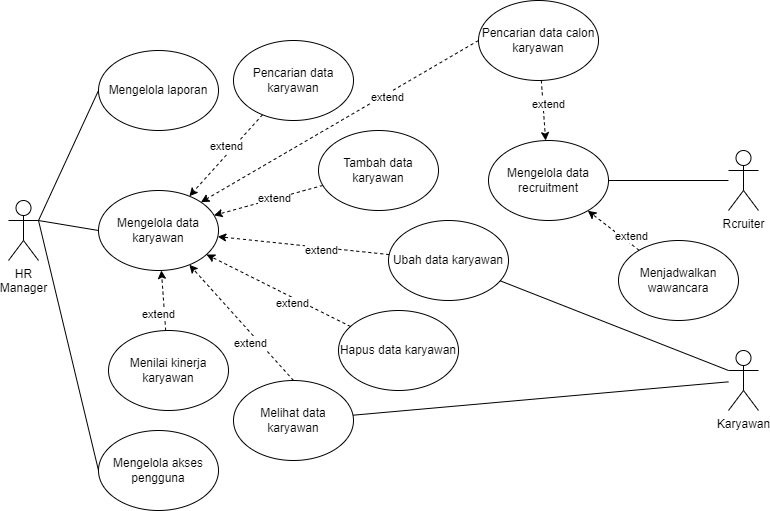 Pencarian data calon
karyawan
Pencarian data
karyawan
Mengelola laporan
extend
extend
extend
Tambah data
karyawan
Mengelola data
recruitment
extend
Mengelola data
karyawan
Rcruiter
extend
extend
Ubah data karyawan
HR
Manager
Menjadwalkan
wawancara
extend
extend
extend
Hapus data karyawan
Menilai kinerja
karyawan
Melihat data
karyawan
Karyawan
Mengelola akses
pengguna